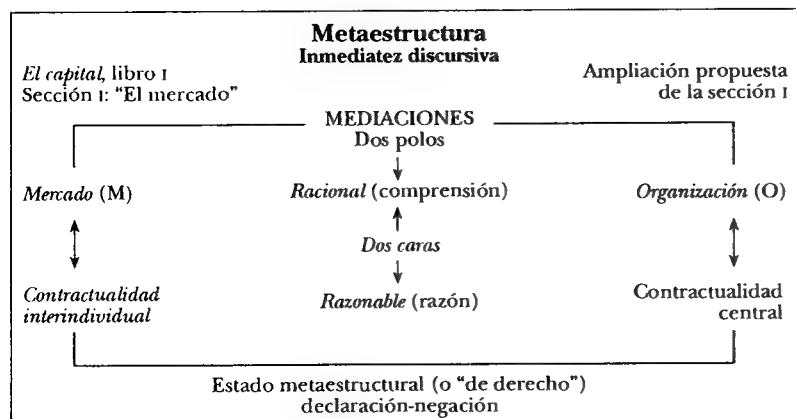 Metaestructura
Inmediatez discursiva
El capital, libro I
Sección I: “El mercado”
Ampliación propuesta
de la sección I
MEDIACIONES
Dos polos
Mercado (M)
Racional (comprensión)
Organización (O)
Dos caras
Contractualidad
interindividual
Razonable (razón)
Contractualidad
central
Estado metaestructural (o “de derecho”)
declaración-negación